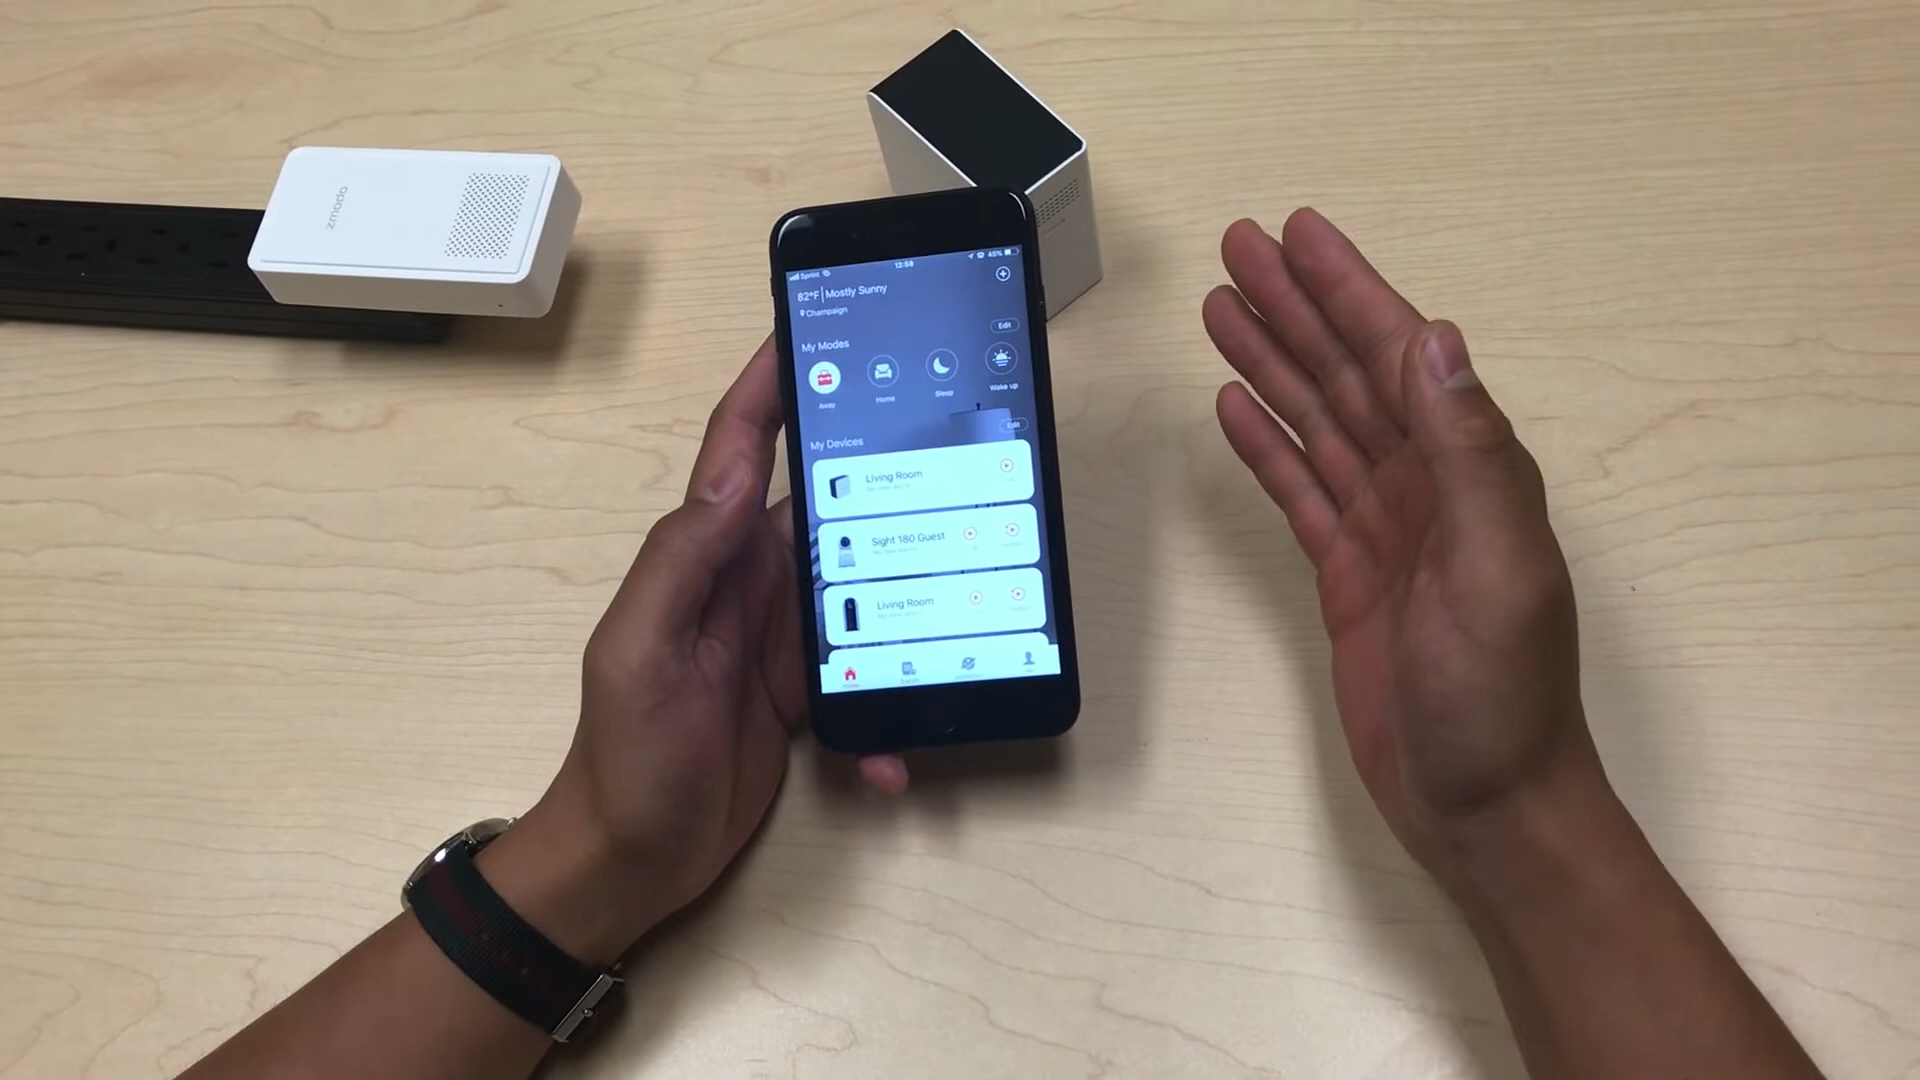 zmodo
Sprint 12:58 45%
82°F | Mostly Sunny
Champaign
Edit
My Modes
Away Home Sleep Wake up
Edit
My Devices
Living Room
Sight 180 Guest
Living Room